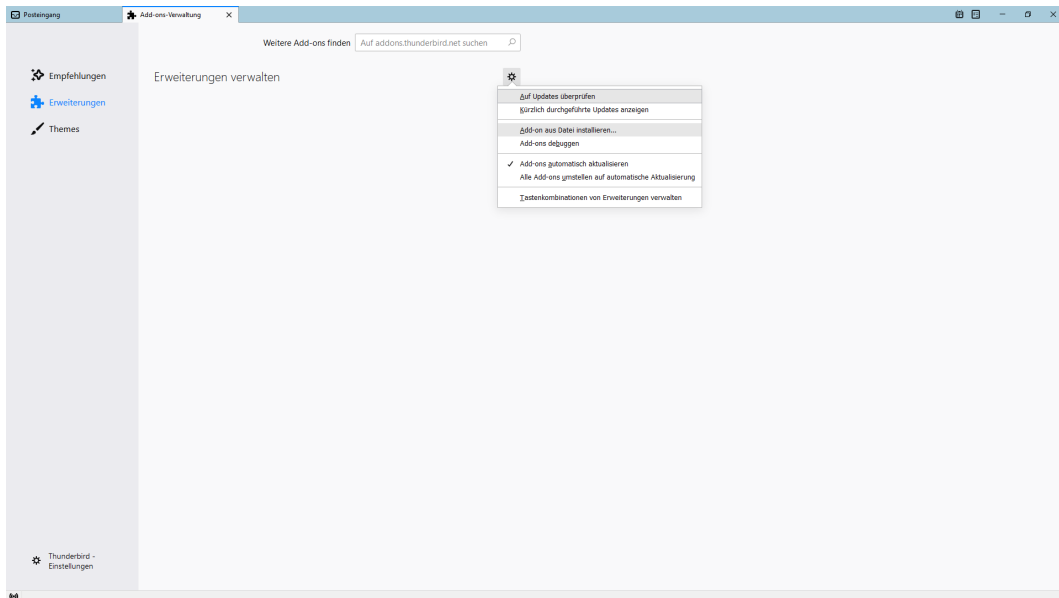 Posteingang
Add-ons-Verwaltung
Weitere Add-ons finden
Auf addons.thunderbird.net suchen
Empfehlungen
Erweiterungen
Themes
Erweiterungen verwalten
Auf Updates überprüfen
Kürzlich durchgeführte Updates anzeigen
Add-on aus Datei installieren...
Add-ons debuggen
Add-ons automatisch aktualisieren
Alle Add-ons umstellen auf automatische Aktualisierung
Tastenkombinationen von Erweiterungen verwalten
Thunderbird -
Einstellungen